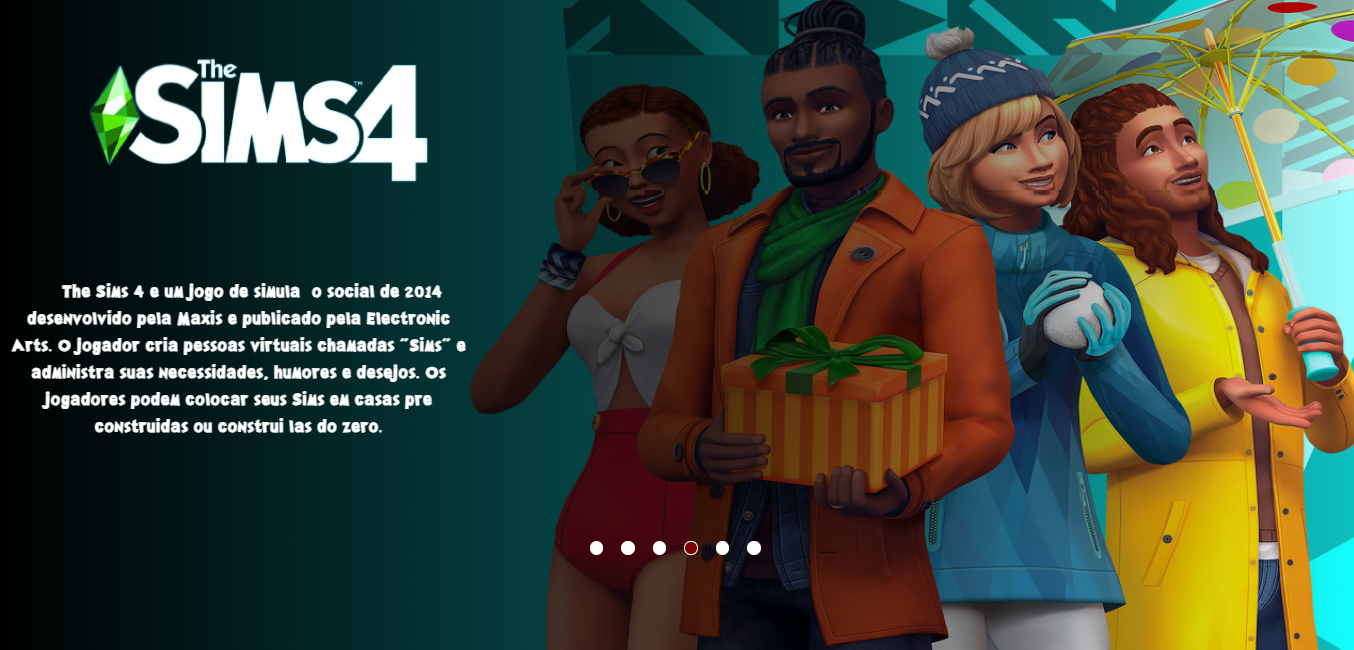 The Sims 4
The Sims 4 e um jogo de simula o social de 2014
desenvolvido pela Maxis e publicado pela Electronic
Arts. O jogador cria pessoas virtuais chamadas "Sims" e
administra suas necessidades, humores e desejos. Os
jogadores podem colocar seus Sims em casas pre
construidas ou construi las do zero.